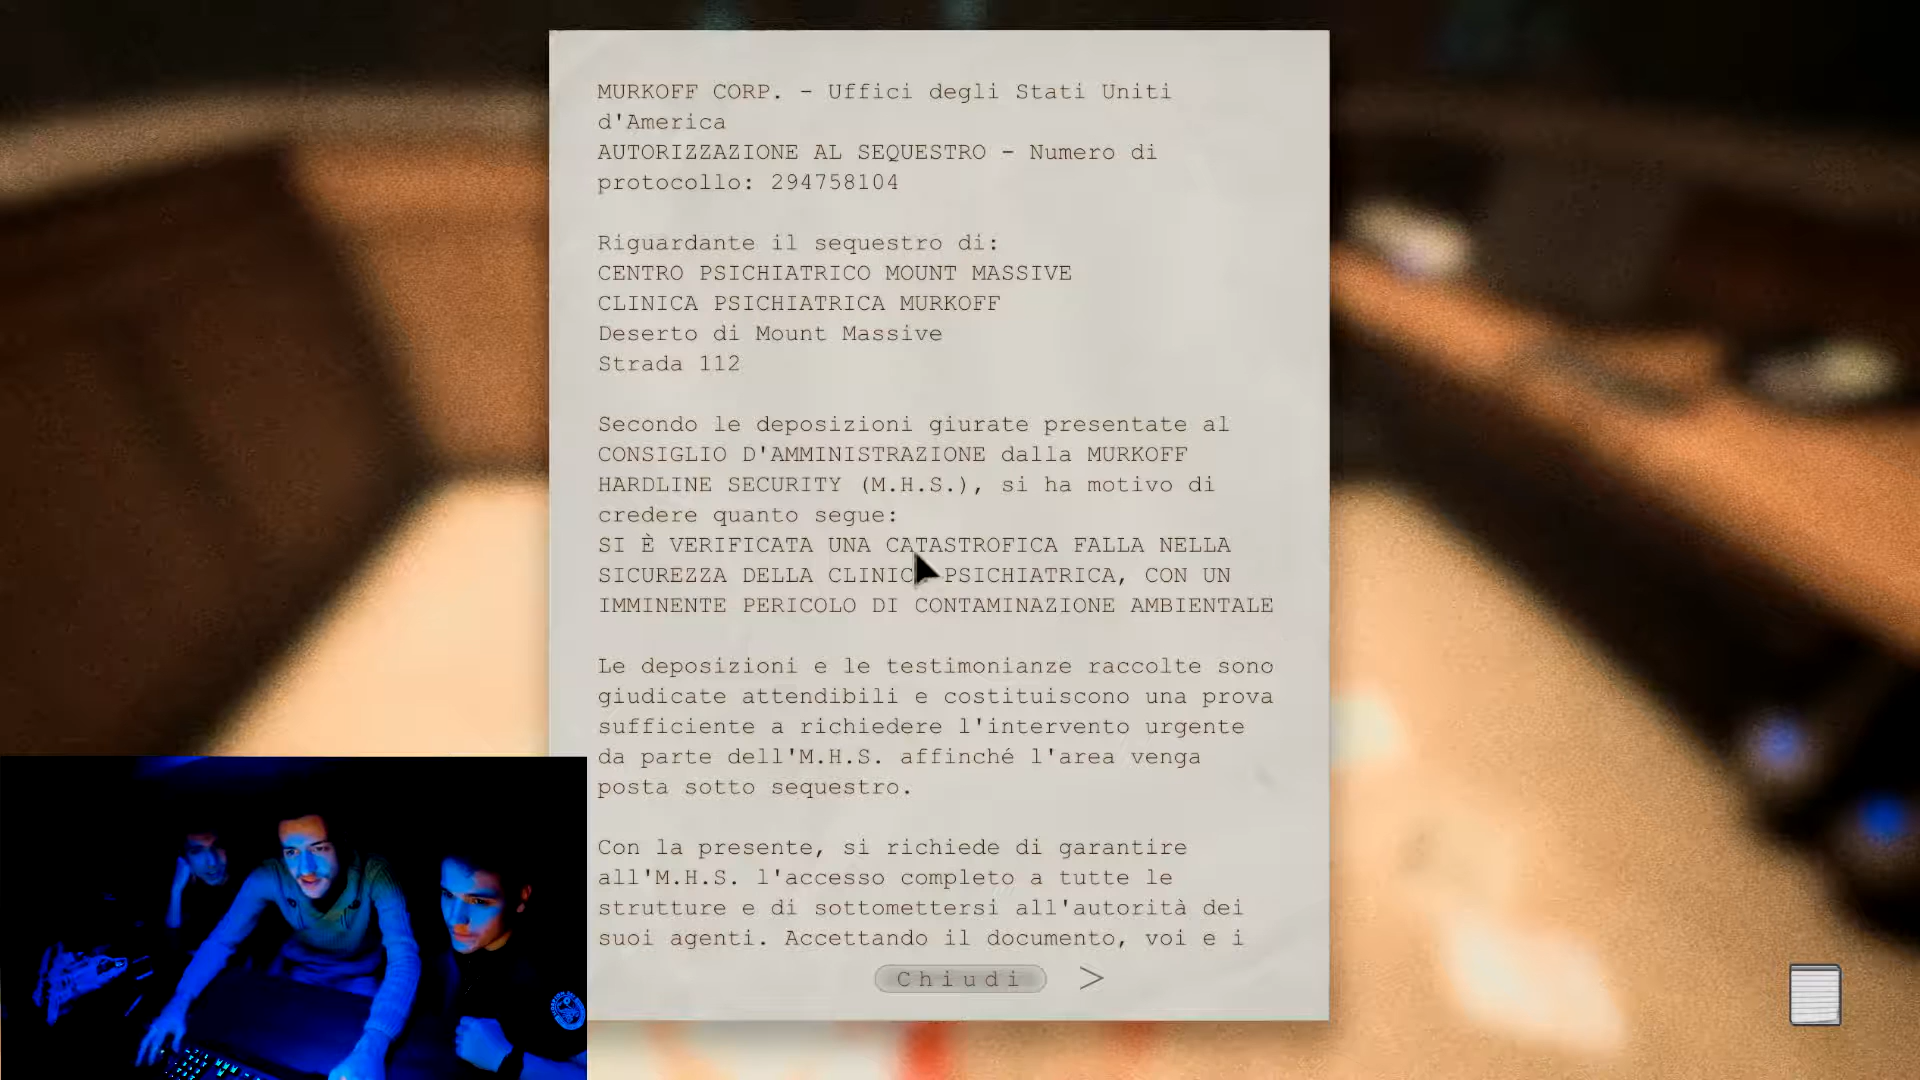 MURKOFF CORP. - Uffici degli Stati Uniti
d'America
AUTORIZZAZIONE AL SEQUESTRO - Numero di
protocollo: 294758104
Riguardante il sequestro di:
CENTRO PSICHIATRICO MOUNT MASSIVE
CLINICA PSICHIATRICA MURKOFF
Deserto di Mount Massive
Strada 112
Secondo le deposizioni giurate presentate al
CONSIGLIO D'AMMINISTRAZIONE dalla MURKOFF
HARDLINE SECURITY (M.H.S.), si ha motivo di
credere quanto segue:
SI È VERIFICATA UNA CATASTROFICA FALLA NELLA
SICUREZZA DELLA CLINICA PSICHIATRICA, CON UN
IMMINENTE PERICOLO DI CONTAMINAZIONE AMBIENTALE
Le deposizioni e le testimonianze raccolte sono
giudicate attendibili e costituiscono una prova
sufficiente a richiedere l'intervento urgente
da parte dell'M.H.S. affinché l'area venga
posta sotto sequestro.
Con la presente, si richiede di garantire
all'M.H.S. l'accesso completo a tutte le
strutture e di sottomettersi all'autorità dei
suoi agenti. Accettando il documento, voi e i
Chiudi >